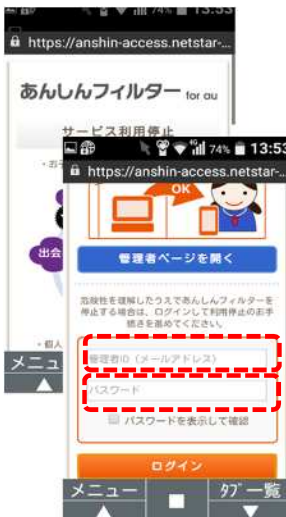 74% 13:53
https://anshin-access.netstar-...
あんしんフィルター for au
サービス利用停止
出会
・個人
メニュ
74% 13:53
https://anshin-access.netstar-...
OK
管理者ページを開く
危険性を理解したうえであんしんフィルターを
停止する場合は、ログインして利用停止のお手
続きを進めてください。
管理者ID（メールアドレス）
パスワード
パスワードを表示して確認
ログイン
メニュー
タブ一覧